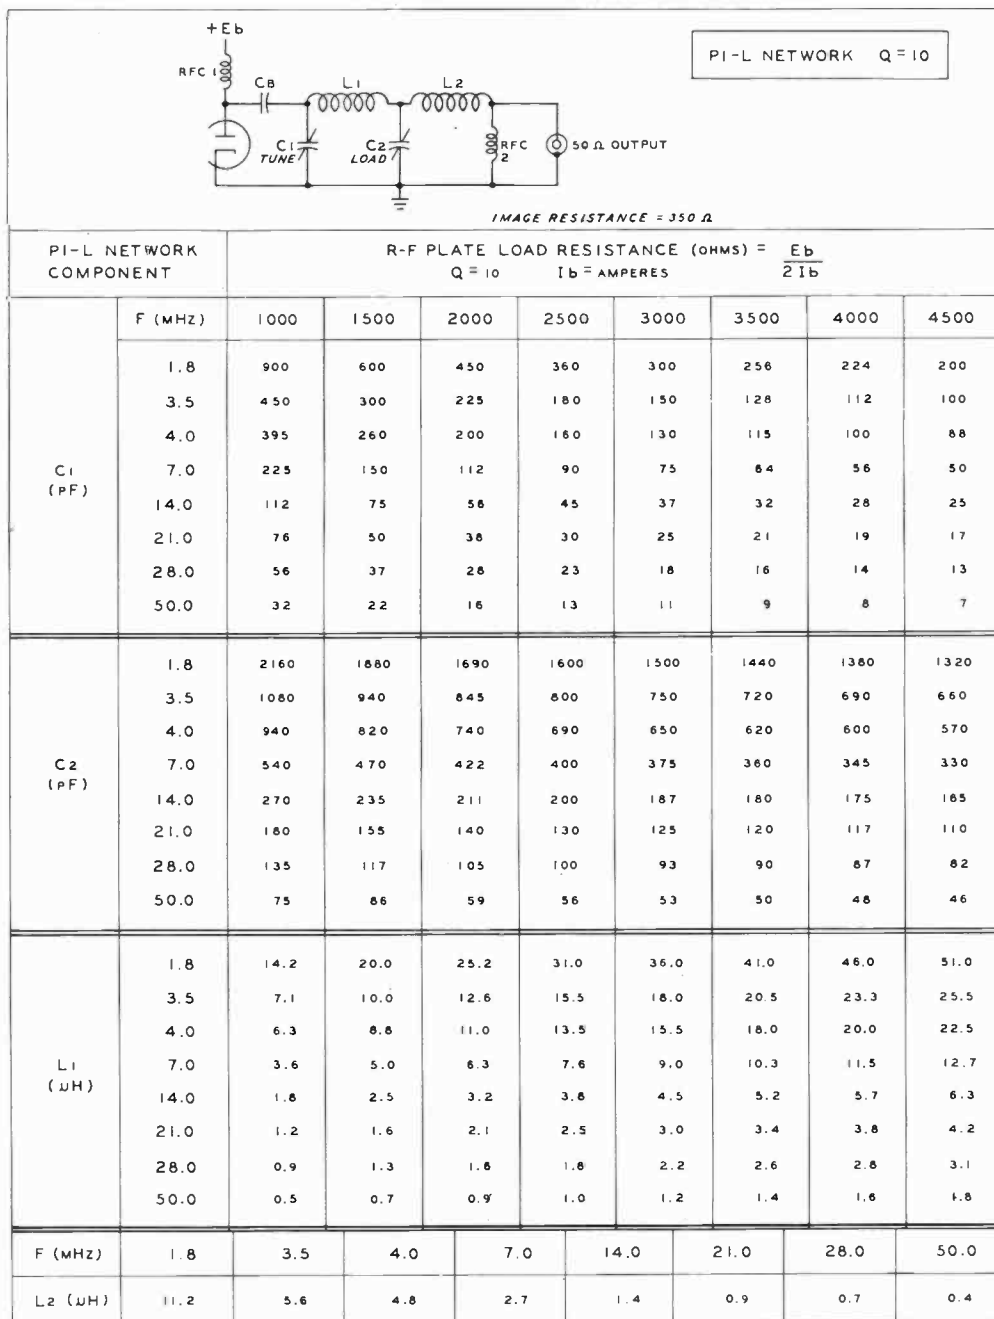 +Eb
PI-L NETWORK Q=10
RFC 1
CB
L1
L2
C1
TUNE
C2
LOAD
RFC
2
50 Ω OUTPUT
IMAGE RESISTANCE = 350 Ω
PI-L NETWORK
COMPONENT
R-F PLATE LOAD RESISTANCE (OHMS) = Eb
2 Ib
Q = 10 Ib = AMPERES
F (MHZ) 1000 1500 2000 2500 3000 3500 4000 4500
C1
(PF)
1.8 900 600 450 360 300 256 224 200
3.5 450 300 225 180 150 128 112 100
4.0 395 260 200 160 130 115 100 88
7.0 225 150 112 90 75 64 56 50
14.0 112 75 56 45 37 32 28 25
21.0 76 50 38 30 25 21 19 17
28.0 56 37 28 23 18 16 14 13
50.0 32 22 16 13 11 9 8 7
C2
(PF)
1.8 2160 1880 1690 1600 1500 1440 1380 1320
3.5 1080 940 845 800 750 720 690 660
4.0 940 820 740 690 650 620 600 570
7.0 540 470 422 400 375 360 345 330
14.0 270 235 211 200 187 180 175 165
21.0 180 155 140 130 125 120 117 110
28.0 135 117 105 100 93 90 87 82
50.0 75 66 59 56 53 50 48 46
L1
(µH)
1.8 14.2 20.0 25.2 31.0 36.0 41.0 46.0 51.0
3.5 7.1 10.0 12.6 15.5 18.0 20.5 23.3 25.5
4.0 6.3 8.8 11.0 13.5 15.5 18.0 20.0 22.5
7.0 3.6 5.0 6.3 7.6 9.0 10.3 11.5 12.7
14.0 1.8 2.5 3.2 3.8 4.5 5.2 5.7 6.3
21.0 1.2 1.6 2.1 2.5 3.0 3.4 3.8 4.2
28.0 0.9 1.3 1.6 1.8 2.2 2.6 2.8 3.1
50.0 0.5 0.7 0.9 1.0 1.2 1.4 1.6 1.8
F (MHZ) 1.8 3.5 4.0 7.0 14.0 21.0 28.0 50.0
L2 (µH) 11.2 5.6 4.8 2.7 1.4 0.9 0.7 0.4